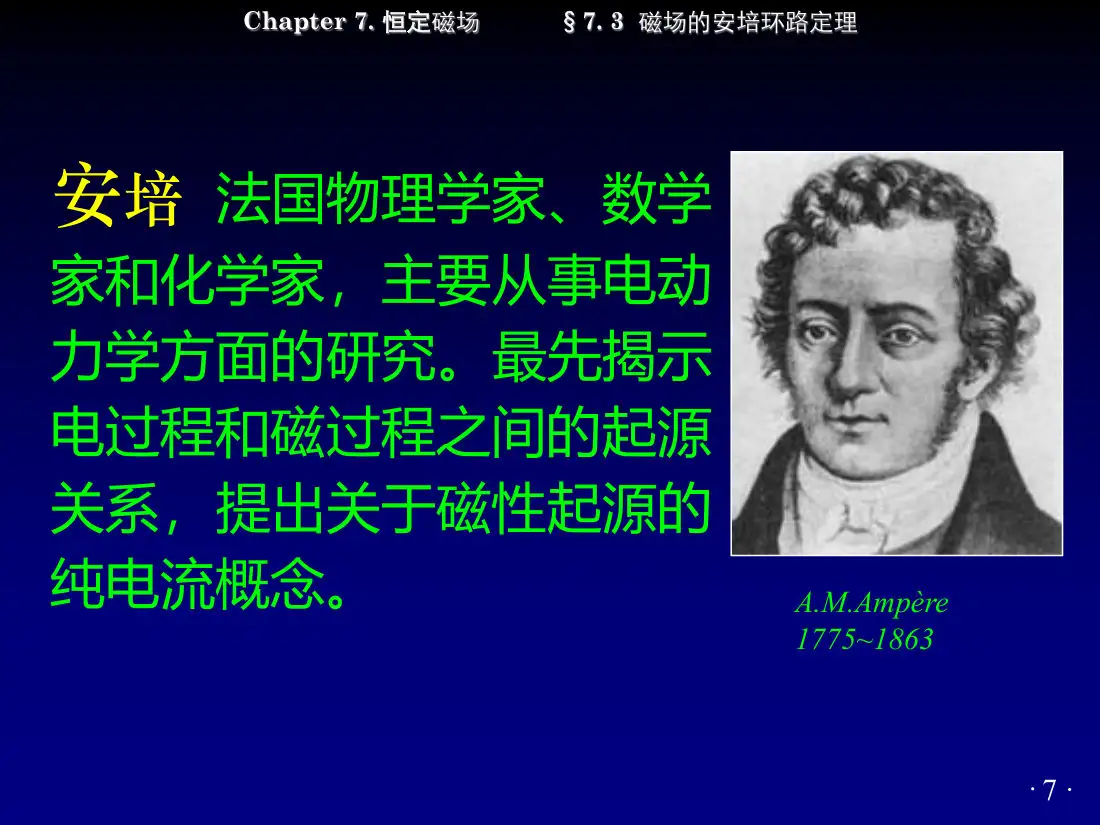 Chapter 7. 恒定磁场 §7. 3 磁场的安培环路定理
安培 法国物理学家、数学
家和化学家，主要从事电动
力学方面的研究。最先揭示
电过程和磁过程之间的起源
关系，提出关于磁性起源的
纯电流概念。
A.M.Ampère
1775~1863
·7·